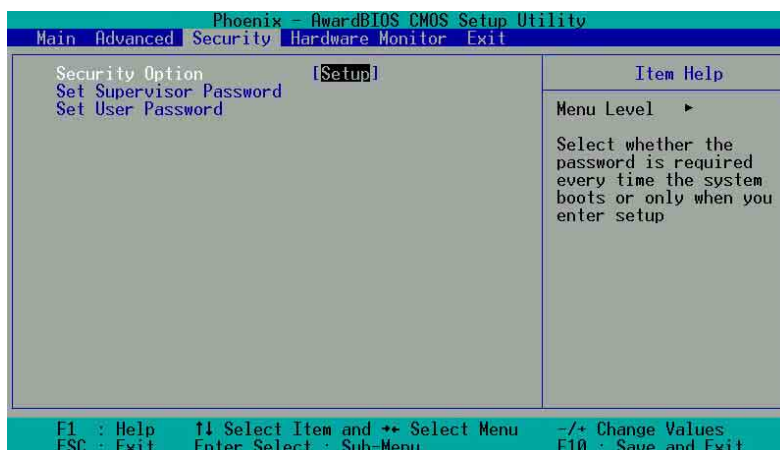 Phoenix - AwardBIOS CMOS Setup Utility
Main Advanced Security Hardware Monitor Exit
Security Option [Setup]
Set Supervisor Password
Set User Password
Item Help
Menu Level ►
Select whether the
password is required
every time the system
boots or only when you
enter setup
F1 : Help ↑↓ Select Item and ↔ Select Menu -/+ Change Values
ESC : Exit Enter Select : Sub-Menu F10 : Save and Exit